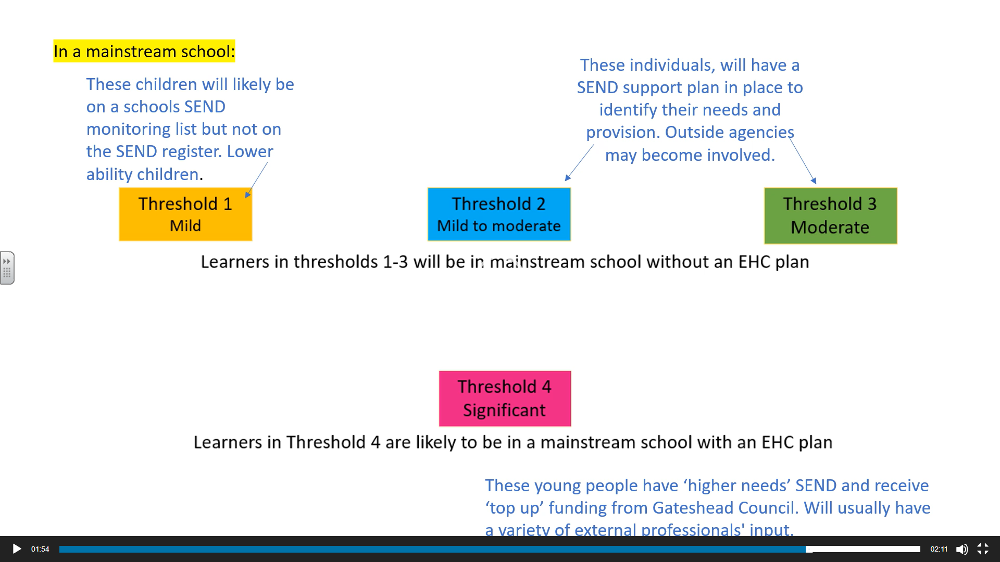 In a mainstream school:
These children will likely be
on a schools SEND
monitoring list but not on
the SEND register. Lower
ability children.
These individuals, will have a
SEND support plan in place to
identify their needs and
provision. Outside agencies
may become involved.
Threshold 1
Mild
Threshold 2
Mild to moderate
Threshold 3
Moderate
Learners in thresholds 1-3 will be in mainstream school without an EHC plan
Threshold 4
Significant
Learners in Threshold 4 are likely to be in a mainstream school with an EHC plan
These young people have ‘higher needs’ SEND and receive
‘top up’ funding from Gateshead Council. Will usually have
a variety of external professionals' input.
01:54
02:11